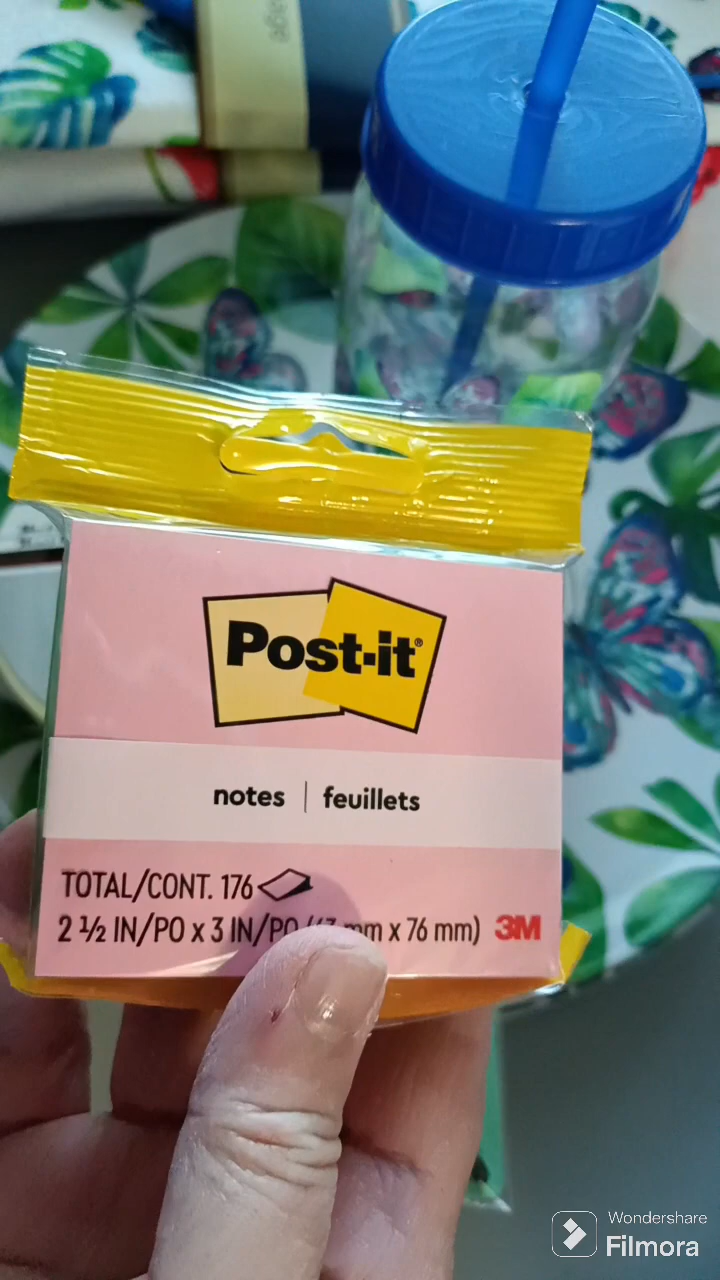 Post-it®
notes | feuillets
TOTAL/CONT. 176
2 ½ IN/PO x 3 IN/PO (63 mm x 76 mm) 3M
Wondershare
Filmora